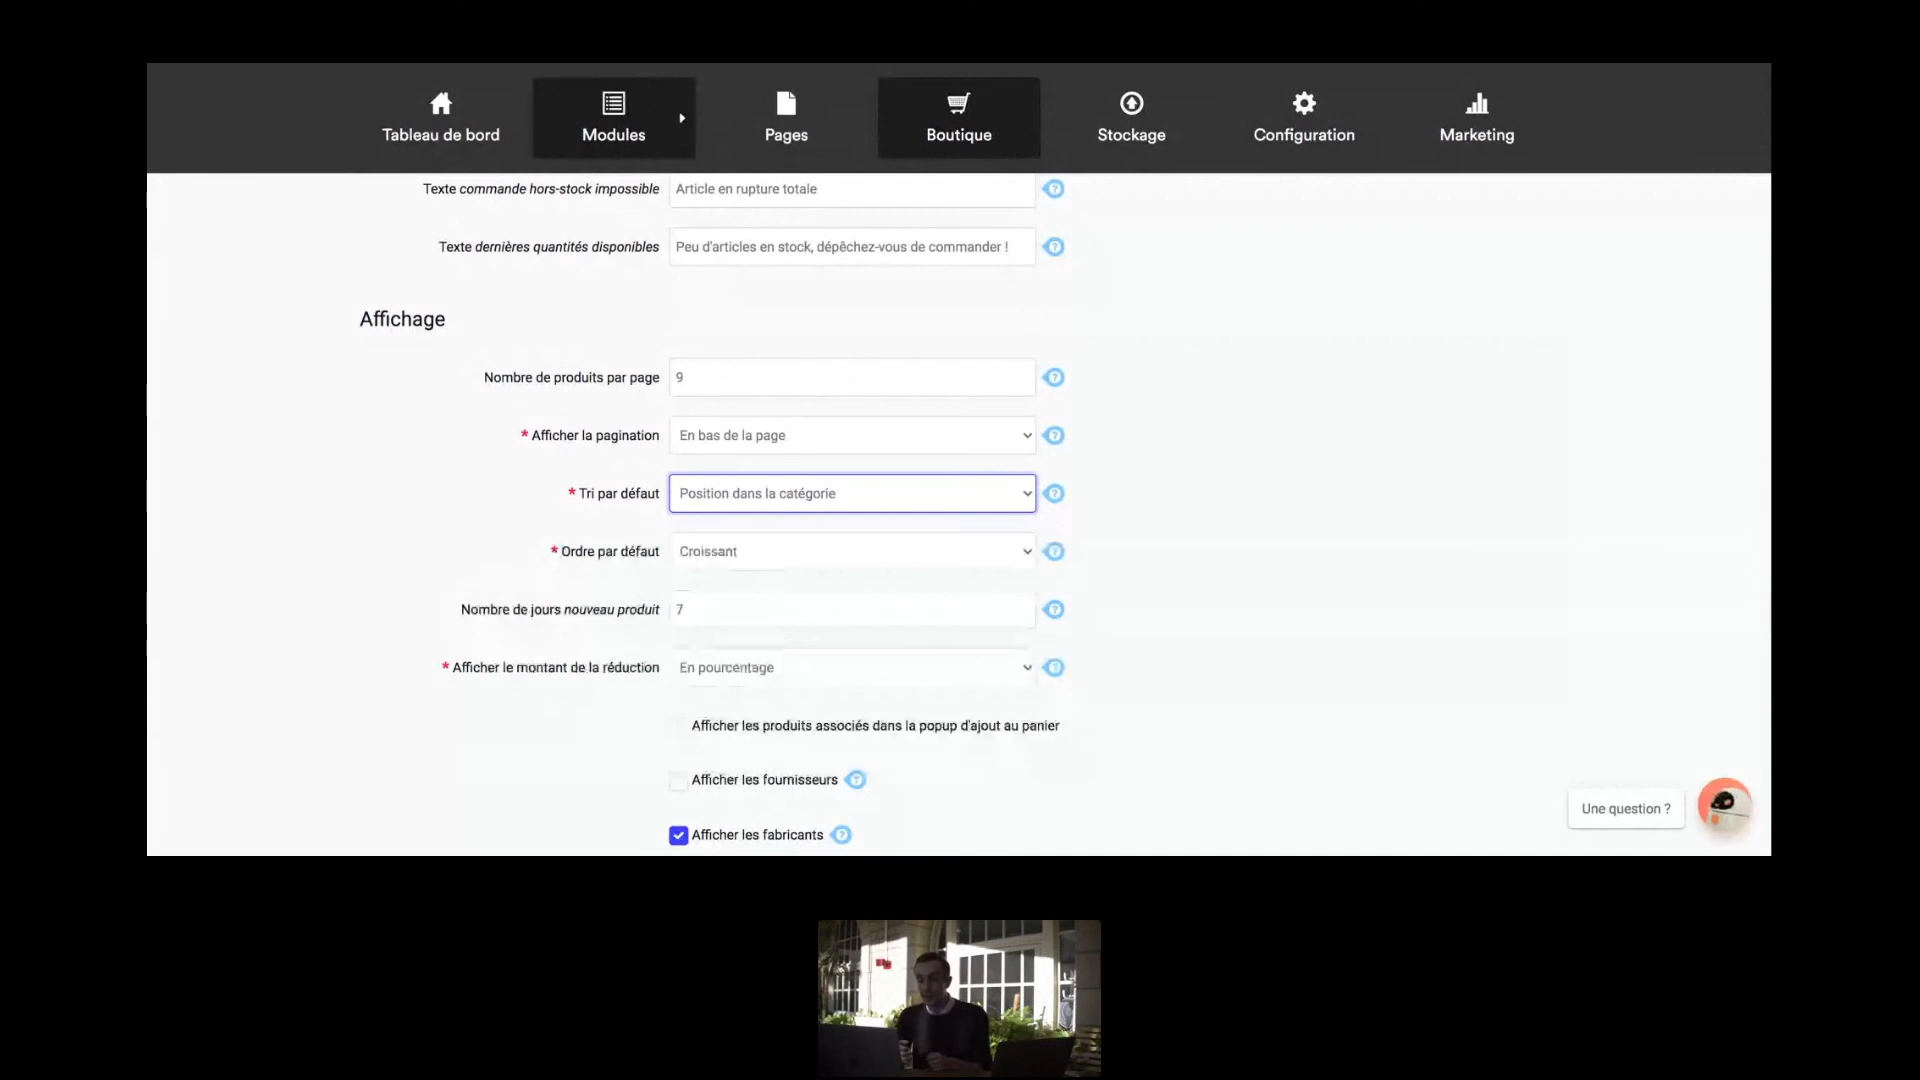 Tableau de bord
Modules
Pages
Boutique
Stockage
Configuration
Marketing
Texte commande hors-stock impossible Article en rupture totale
Texte dernières quantités disponibles Peu d'articles en stock, dépêchez-vous de commander !
Affichage
Nombre de produits par page 9
* Afficher la pagination En bas de la page
* Tri par défaut Position dans la catégorie
* Ordre par défaut Croissant
Nombre de jours nouveau produit 7
* Afficher le montant de la réduction En pourcentage
Afficher les produits associés dans la popup d'ajout au panier
Afficher les fournisseurs
Afficher les fabricants
Une question ?